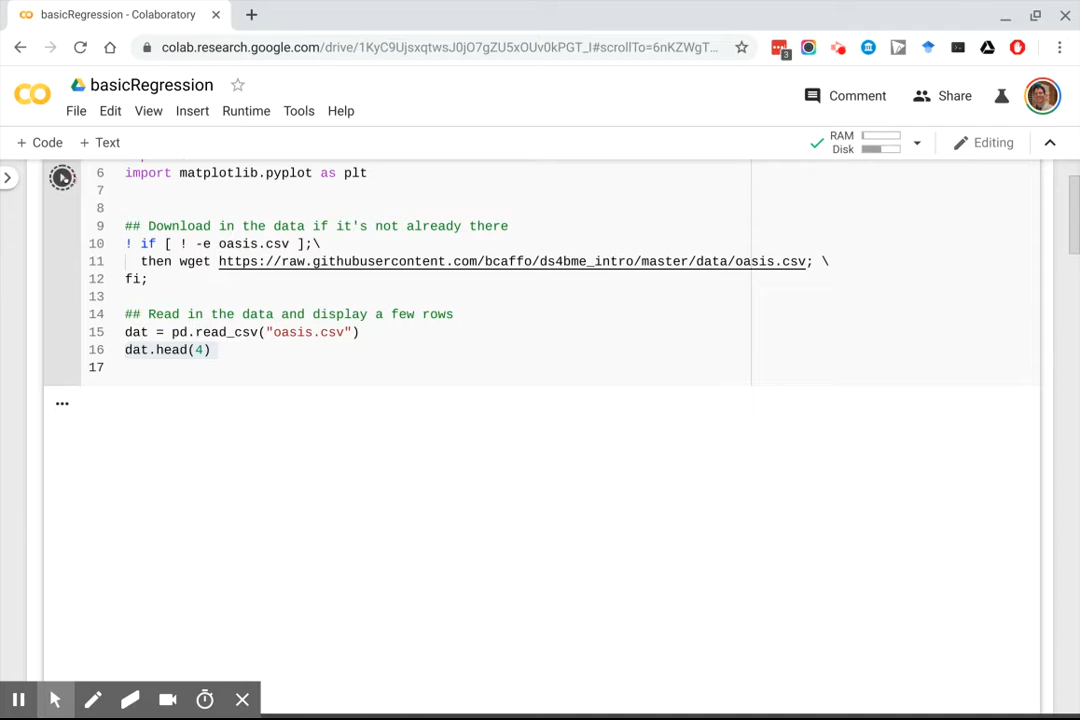 basicRegression - Colaboratory
colab.research.google.com/drive/1KyC9UjsxqtwsJ0jO7gZU5xOUv0kPGT_I#scrollTo=6nKZWgT...
3
basicRegression
File Edit View Insert Runtime Tools Help
Comment Share
+ Code + Text
RAM
Disk
Editing
6 import matplotlib.pyplot as plt
7
8
9 ## Download in the data if it's not already there
10 ! if [ ! -e oasis.csv ];\
11 then wget https://raw.githubusercontent.com/bcaffo/ds4bme_intro/master/data/oasis.csv; \
12 fi;
13
14 ## Read in the data and display a few rows
15 dat = pd.read_csv("oasis.csv")
16 dat.head(4)
17